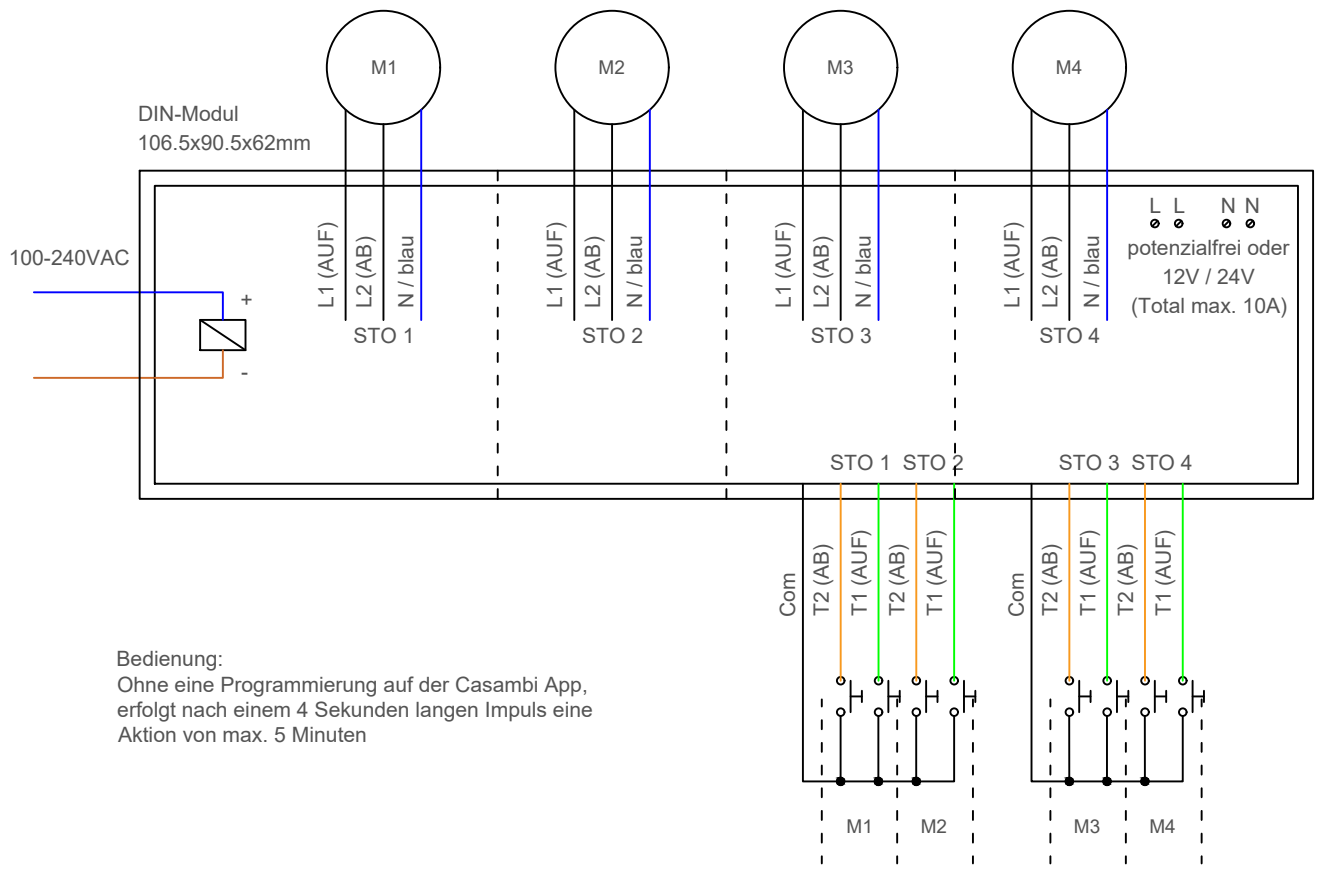 M1
M2
M3
M4
DIN-Modul
106.5x90.5x62mm
100-240VAC
+
-
L1 (AUF)
L2 (AB)
N / blau
STO 1
L1 (AUF)
L2 (AB)
N / blau
STO 2
L1 (AUF)
L2 (AB)
N / blau
STO 3
L1 (AUF)
L2 (AB)
N / blau
STO 4
L L N N
potenzialfrei oder
12V / 24V
(Total max. 10A)
STO 1 STO 2
STO 3 STO 4
Com
T2 (AB)
T1 (AUF)
T2 (AB)
T1 (AUF)
Com
T2 (AB)
T1 (AUF)
T2 (AB)
T1 (AUF)
Bedienung:
Ohne eine Programmierung auf der Casambi App,
erfolgt nach einem 4 Sekunden langen Impuls eine
Aktion von max. 5 Minuten
M1
M2
M3
M4